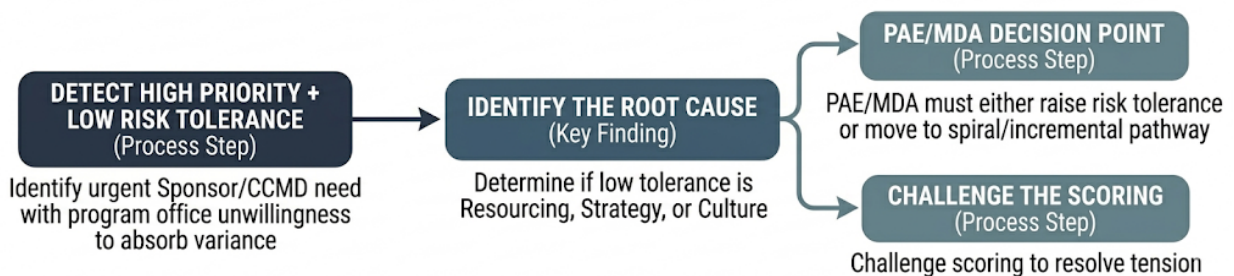 DETECT HIGH PRIORITY +
LOW RISK TOLERANCE
(Process Step)
Identify urgent Sponsor/CCMD need
with program office unwillingness
to absorb variance
IDENTIFY THE ROOT CAUSE
(Key Finding)
Determine if low tolerance is
Resourcing, Strategy, or Culture
PAE/MDA DECISION POINT
(Process Step)
PAE/MDA must either raise risk tolerance
or move to spiral/incremental pathway
CHALLENGE THE SCORING
(Process Step)
Challenge scoring to resolve tension